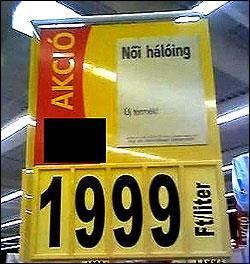 AKCIÓ
Női hálóing
Új termék!
1999
Ft/liter